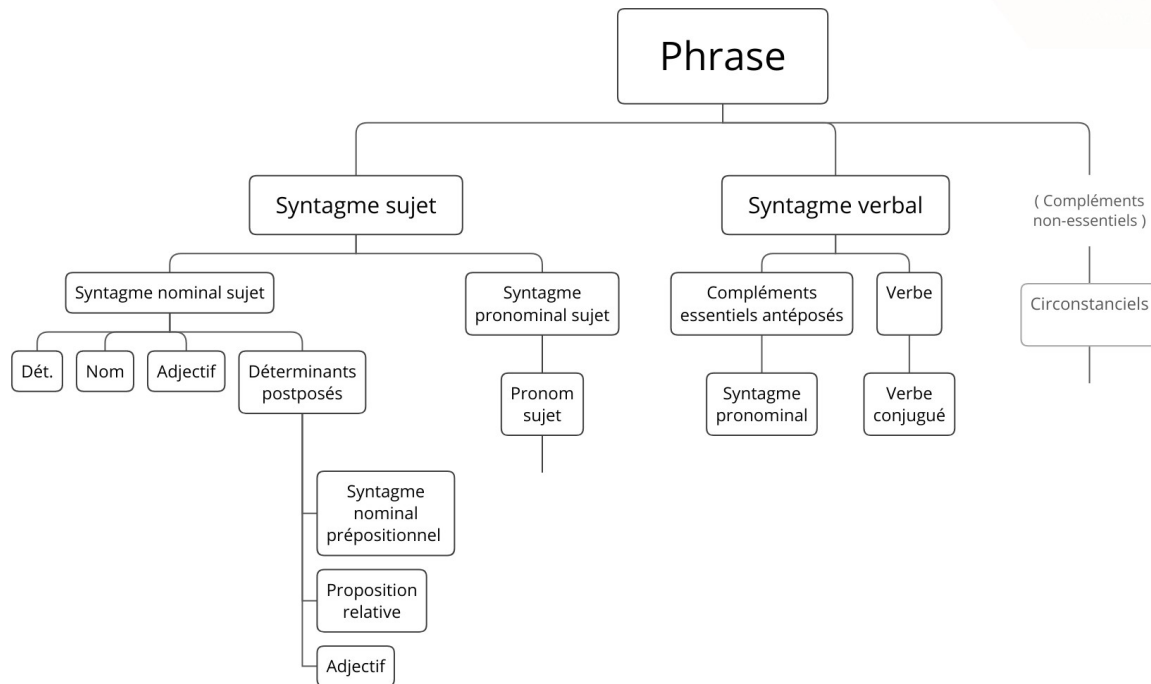 Phrase
Syntagme sujet
Syntagme verbal
( Compléments
non-essentiels )
Syntagme nominal sujet
Syntagme
pronominal sujet
Compléments
essentiels antéposés
Verbe
Circonstanciels
Dét.
Nom
Adjectif
Déterminants
postposés
Pronom
sujet
Syntagme
pronominal
Verbe
conjugué
Syntagme
nominal
prépositionnel
Proposition
relative
Adjectif